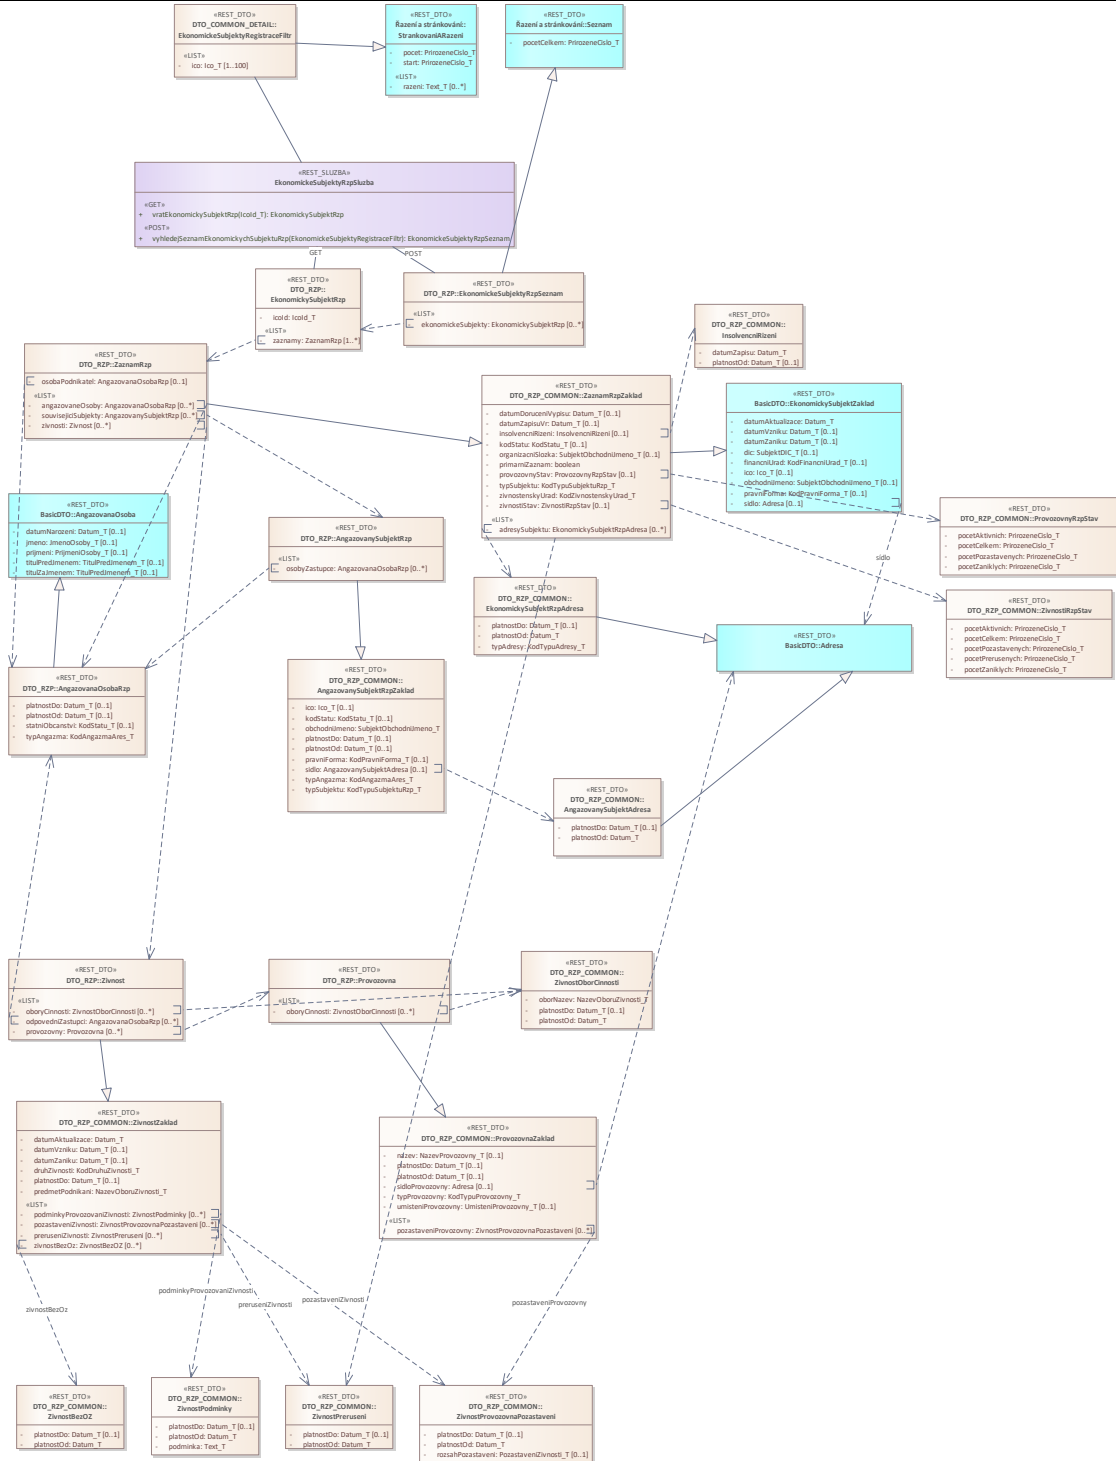 «REST_DTO»
DTO_COMMON_DETAIL::
EkonomickeSubjektyRegistraceFiltr
«LIST»
- ico: Ico_T [1..100]
«REST_DTO»
Řazení a stránkování::
StrankovaniARazeni
- pocet: PrirozeneCislo_T
- start: PrirozeneCislo_T
«LIST»
- razeni: Text_T [0..*]
«REST_DTO»
Řazení a stránkování::Seznam
- pocetCelkem: PrirozeneCislo_T
«REST_SLUZBA»
EkonomickeSubjektyRzpSluzba
«GET»
+ vratEkonomickySubjektRzp(IcoId_T): EkonomickySubjektRzp
«POST»
+ vyhledejSeznamEkonomickychSubjektuRzp(EkonomickeSubjektyRegistraceFiltr): EkonomickeSubjektyRzpSeznam
GET
POST
«REST_DTO»
DTO_RZP::
EkonomickySubjektRzp
- icoId: IcoId_T
«LIST»
- zaznamy: ZaznamRzp [1..*]
«REST_DTO»
DTO_RZP::EkonomickeSubjektyRzpSeznam
«LIST»
- ekonomickeSubjekty: EkonomickySubjektRzp [0..*]
«REST_DTO»
DTO_RZP_COMMON::
InsolvencniRizeni
- datumZapisu: Datum_T
- platnostOd: Datum_T [0..1]
«REST_DTO»
DTO_RZP::ZaznamRzp
- osobaPodnikatel: AngazovanaOsobaRzp [0..1]
«LIST»
- angazovaneOsoby: AngazovanaOsobaRzp [0..*]
- souvisejiciSubjekty: AngazovanySubjektRzp [0..*]
- zivnosti: Zivnost [0..*]
«REST_DTO»
DTO_RZP_COMMON::ZaznamRzpZaklad
- datumDoruceniVypisu: Datum_T [0..1]
- datumZapisuVr: Datum_T [0..1]
- insolvencniRizeni: InsolvencniRizeni [0..1]
- kodStatu: KodStatu_T [0..1]
- organizacniSlozka: SubjektObchodniJmeno_T [0..1]
- primarniZaznam: boolean
- provozovnyStav: ProvozovnyRzpStav [0..1]
- typSubjektu: KodTypuSubjektuRzp_T
- zivnostenskyUrad: KodZivnostenskyUrad_T
- zivnostiStav: ZivnostiRzpStav [0..1]
«LIST»
- adresySubjektu: EkonomickySubjektRzpAdresa [0..*]
«REST_DTO»
BasicDTO::EkonomickySubjektZaklad
- datumAktualizace: Datum_T
- datumVzniku: Datum_T [0..1]
- datumZaniku: Datum_T [0..1]
- dic: SubjektDIC_T [0..1]
- financniUrad: KodFinancniUrad_T [0..1]
- ico: Ico_T [0..1]
- obchodniJmeno: SubjektObchodniJmeno_T [0..1]
- pravniForma: KodPravniForma_T [0..1]
- sidlo: Adresa [0..1]
«REST_DTO»
BasicDTO::AngazovanaOsoba
- datumNarozeni: Datum_T [0..1]
- jmeno: JmenoOsoby_T [0..1]
- prijmeni: PrijmeniOsoby_T [0..1]
- titulPredJmenem: TitulPredJmenem_T [0..1]
- titulZaJmenem: TitulPredJmenem_T [0..1]
«REST_DTO»
DTO_RZP::AngazovanySubjektRzp
«LIST»
- osobyZastupce: AngazovanaOsobaRzp [0..*]
«REST_DTO»
DTO_RZP_COMMON::ProvozovnyRzpStav
- pocetAktivnich: PrirozeneCislo_T
- pocetCelkem: PrirozeneCislo_T
- pocetPozastavenych: PrirozeneCislo_T
- pocetZaniklych: PrirozeneCislo_T
sidlo
«REST_DTO»
DTO_RZP_COMMON::
EkonomickySubjektRzpAdresa
- platnostDo: Datum_T [0..1]
- platnostOd: Datum_T
- typAdresy: KodTypuAdresy_T
«REST_DTO»
DTO_RZP_COMMON::ZivnostiRzpStav
- pocetAktivnich: PrirozeneCislo_T
- pocetCelkem: PrirozeneCislo_T
- pocetPozastavenych: PrirozeneCislo_T
- pocetPrerusenych: PrirozeneCislo_T
- pocetZaniklych: PrirozeneCislo_T
«REST_DTO»
BasicDTO::Adresa
«REST_DTO»
DTO_RZP::AngazovanaOsobaRzp
- platnostDo: Datum_T [0..1]
- platnostOd: Datum_T [0..1]
- statniObcanstvi: KodStatu_T [0..1]
- typAngazma: KodAngazmaAres_T
«REST_DTO»
DTO_RZP_COMMON::
AngazovanySubjektRzpZaklad
- ico: Ico_T [0..1]
- kodStatu: KodStatu_T [0..1]
- obchodniJmeno: SubjektObchodniJmeno_T
- platnostDo: Datum_T [0..1]
- platnostOd: Datum_T [0..1]
- pravniForma: KodPravniForma_T [0..1]
- sidlo: AngazovanySubjektAdresa [0..1]
- typAngazma: KodAngazmaAres_T
- typSubjektu: KodTypuSubjektuRzp_T
«REST_DTO»
DTO_RZP_COMMON::
AngazovanySubjektAdresa
- platnostDo: Datum_T [0..1]
- platnostOd: Datum_T
«REST_DTO»
DTO_RZP::Zivnost
«LIST»
- oboryCinnosti: ZivnostOborCinnosti [0..*]
- odpovedniZastupci: AngazovanaOsobaRzp [0..*]
- provozovny: Provozovna [0..*]
«REST_DTO»
DTO_RZP::Provozovna
«LIST»
- oboryCinnosti: ZivnostOborCinnosti [0..*]
«REST_DTO»
DTO_RZP_COMMON::
ZivnostOborCinnosti
- oborNazev: NazevOboruZivnosti_T
- platnostDo: Datum_T [0..1]
- platnostOd: Datum_T
«REST_DTO»
DTO_RZP_COMMON::ZivnostZaklad
- datumAktualizace: Datum_T
- datumVzniku: Datum_T [0..1]
- datumZaniku: Datum_T [0..1]
- druhZivnosti: KodDruhuZivnosti_T
- platnostDo: Datum_T [0..1]
- predmetPodnikani: NazevOboruZivnosti_T
«LIST»
- podminkyProvozovaniZivnosti: ZivnostPodminky [0..*]
- pozastaveniZivnosti: ZivnostProvozovnaPozastaveni [0..*]
- preruseniZivnosti: ZivnostPreruseni [0..*]
- zivnostBezOz: ZivnostBezOZ [0..*]
«REST_DTO»
DTO_RZP_COMMON::ProvozovnaZaklad
- nazev: NazevProvozovny_T [0..1]
- platnostDo: Datum_T [0..1]
- platnostOd: Datum_T [0..1]
- sidloProvozovny: Adresa [0..1]
- typProvozovny: KodTypuProvozovny_T
- umisteniProvozovny: UmisteniProvozovny_T [0..1]
«LIST»
- pozastaveniProvozovny: ZivnostProvozovnaPozastaveni [0..*]
podminkyProvozovaniZivnosti
zivnostBezOz
preruseniZivnosti
pozastaveniZivnosti
pozastaveniProvozovny
«REST_DTO»
DTO_RZP_COMMON::
ZivnostBezOZ
- platnostDo: Datum_T [0..1]
- platnostOd: Datum_T
«REST_DTO»
DTO_RZP_COMMON::
ZivnostPodminky
- platnostDo: Datum_T [0..1]
- platnostOd: Datum_T
- podminka: Text_T
«REST_DTO»
DTO_RZP_COMMON::
ZivnostPreruseni
- platnostDo: Datum_T [0..1]
- platnostOd: Datum_T
«REST_DTO»
DTO_RZP_COMMON::
ZivnostProvozovnaPozastaveni
- platnostDo: Datum_T [0..1]
- platnostOd: Datum_T
- rozsahPozastaveni: PozastaveniZivnosti_T [0..1]